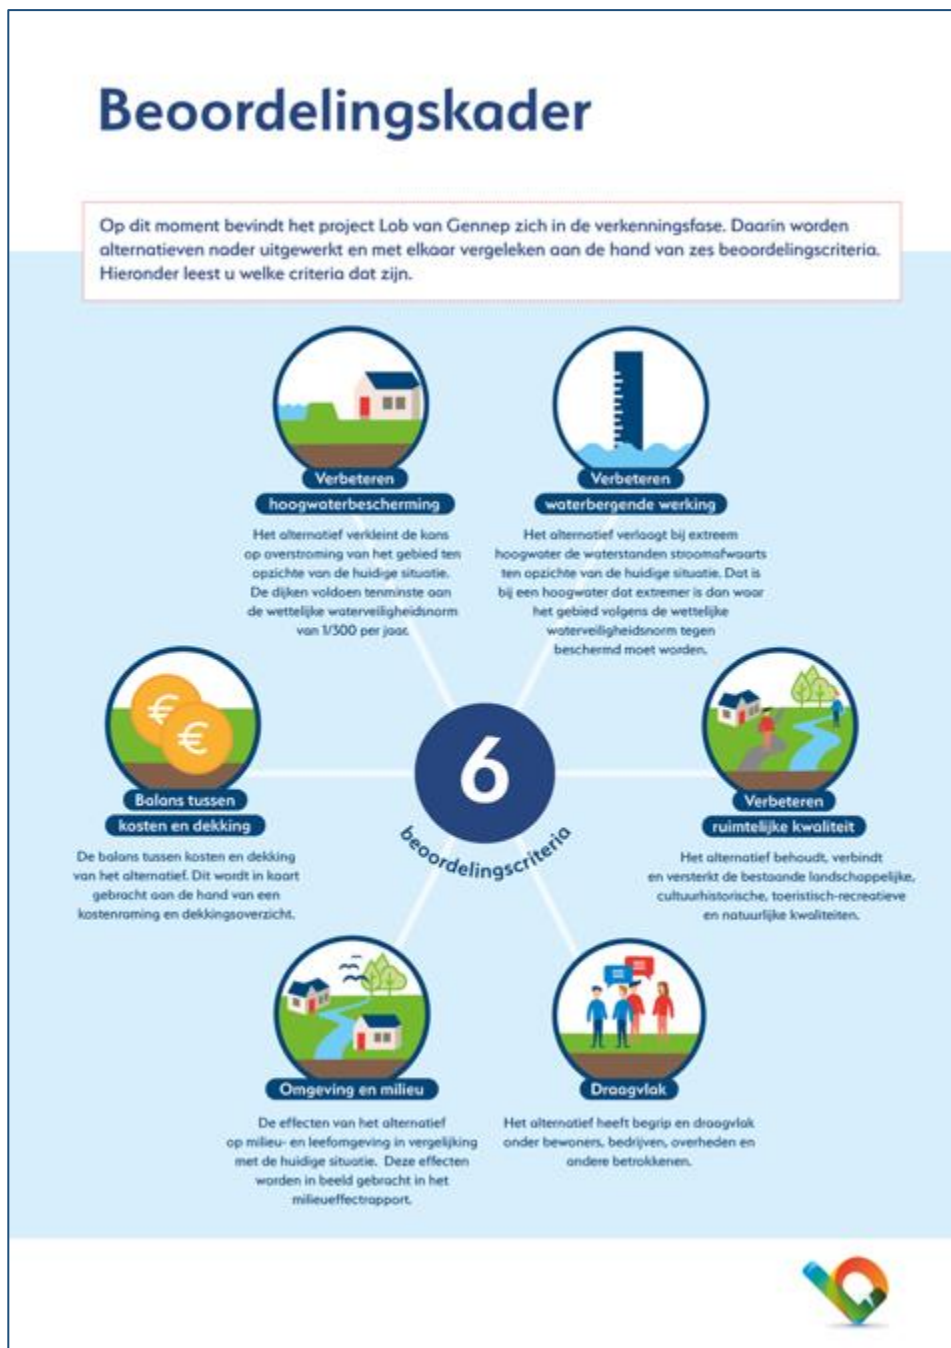 Beoordelingskader
Op dit moment bevindt het project Lob van Gennep zich in de verkenningsfase. Daarin worden
alternatieven nader uitgewerkt en met elkaar vergeleken aan de hand van zes beoordelingscriteria.
Hieronder leest u welke criteria dat zijn.
Verbeteren
hoogwaterbescherming
Het alternatief verkleint de kans
op overstroming van het gebied ten
opzichte van de huidige situatie.
De dijken voldoen tenminste aan
de wettelijke waterveiligheidsnorm
van 1/300 per jaar.
Verbeteren
waterbergende werking
Het alternatief verlaagt bij extreem
hoogwater de waterstanden stroomafwaarts
ten opzichte van de huidige situatie. Dat is
bij een hoogwater dat extremer is dan waar
het gebied volgens de wettelijke
waterveiligheidsnorm tegen
beschermd moet worden.
€
€
Balans tussen
kosten en dekking
De balans tussen kosten en dekking
van het alternatief. Dit wordt in kaart
gebracht aan de hand van een
kostenraming en dekkingsoverzicht.
6
beoordelingscriteria
Verbeteren
ruimtelijke kwaliteit
Het alternatief behoudt, verbindt
en versterkt de bestaande landschappelijke,
cultuurhistorische, toeristisch-recreatieve
en natuurlijke kwaliteiten.
Omgeving en milieu
De effecten van het alternatief
op milieu- en leefomgeving in vergelijking
met de huidige situatie. Deze effecten
worden in beeld gebracht in het
milieueffectrapport.
Draagvlak
Het alternatief heeft begrip en draagvlak
onder bewoners, bedrijven, overheden en
andere betrokkenen.